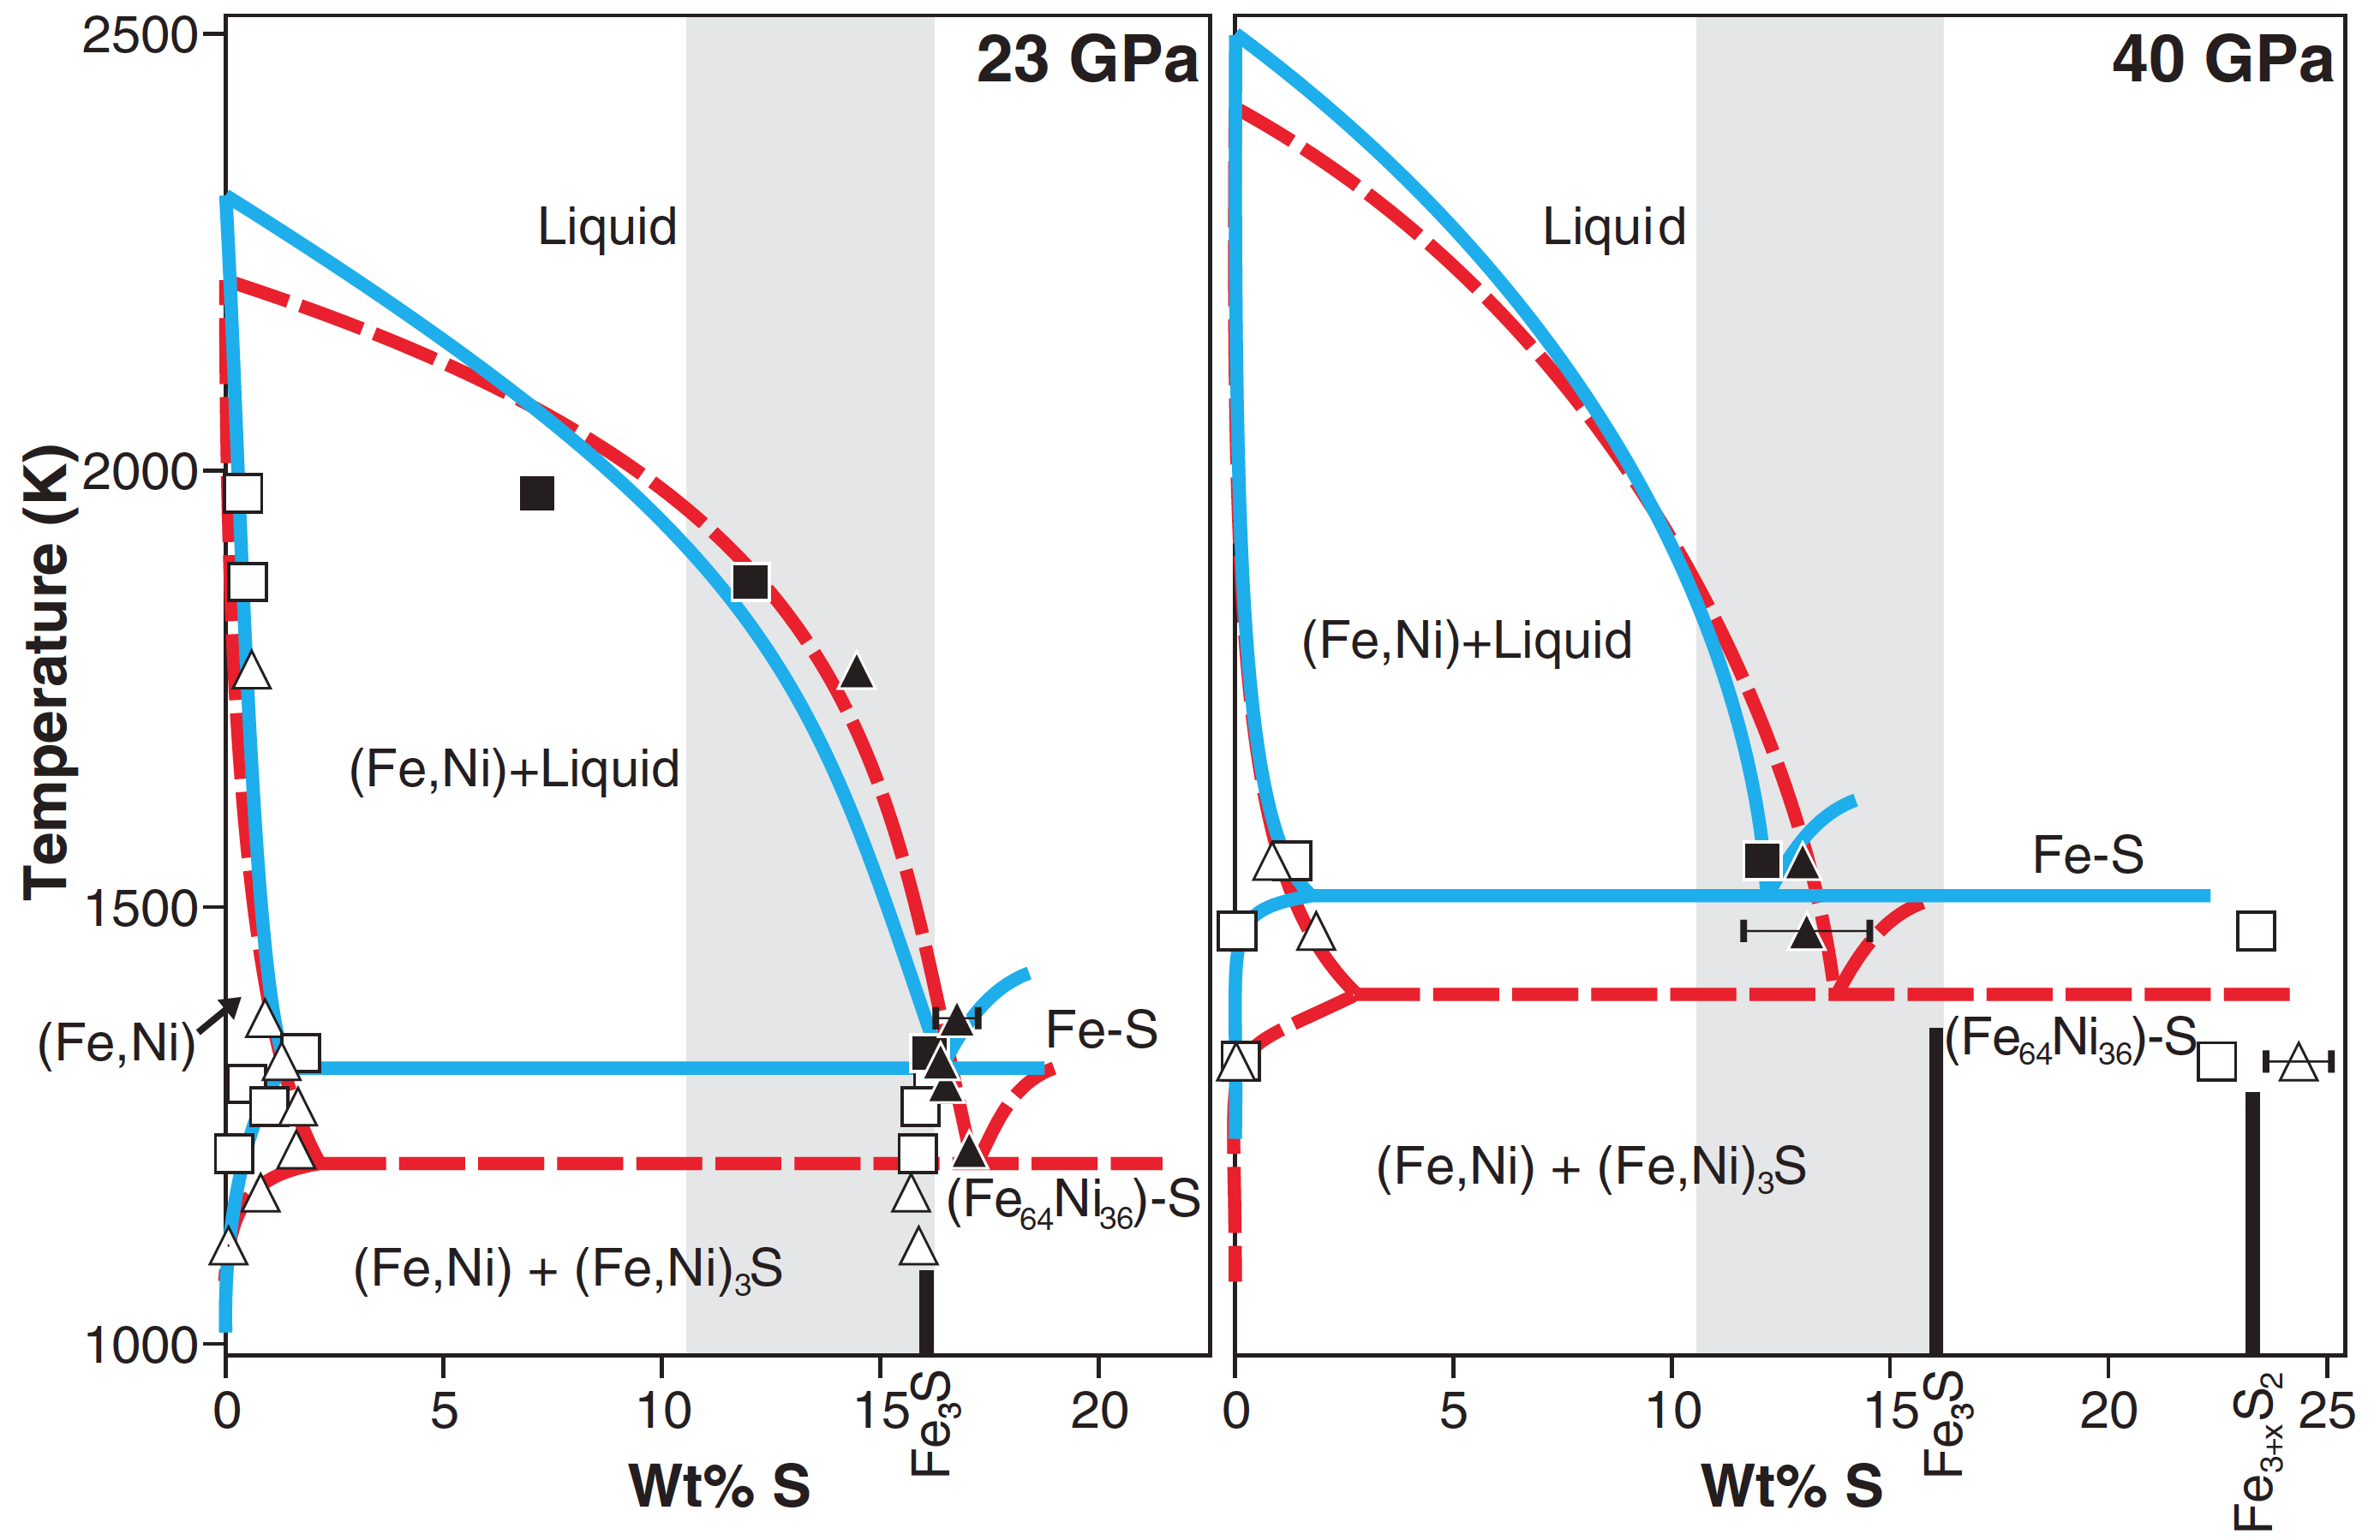 23 GPa
40 GPa
Temperature (K)
2500
2000
1500
1000
Liquid
(Fe,Ni)+Liquid
(Fe,Ni)
Fe-S
(Fe₆₄Ni₃₆)-S
(Fe,Ni) + (Fe,Ni)₃S
0
5
10
15
20
Fe₃S
Wt% S
Liquid
(Fe,Ni)+Liquid
Fe-S
(Fe₆₄Ni₃₆)-S
(Fe,Ni) + (Fe,Ni)₃S
0
5
10
15
20
25
Fe₃S
Fe₃₊ₓS₂
Wt% S